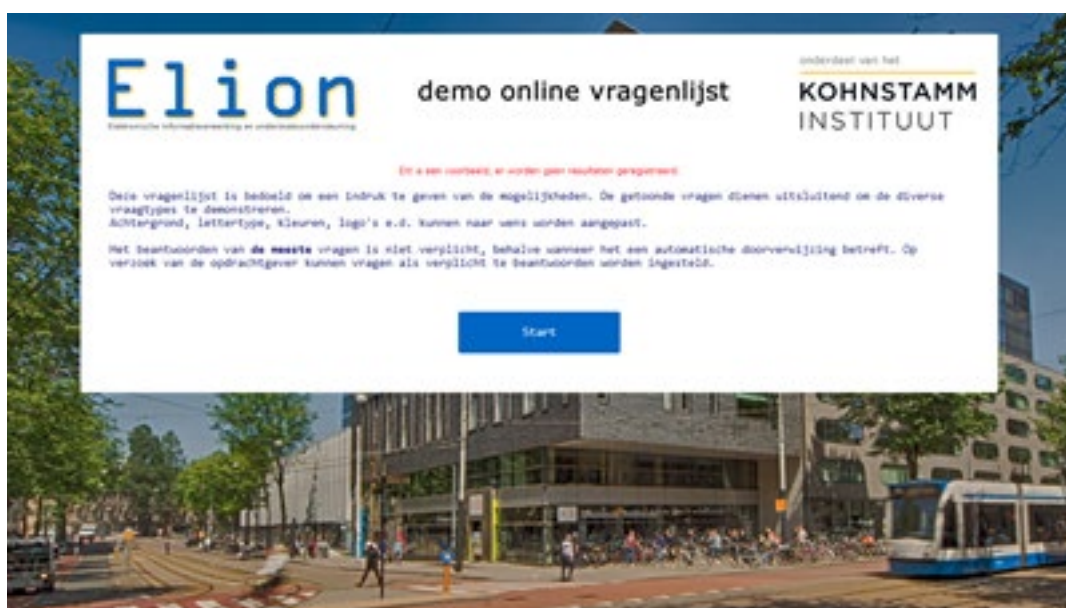 Elion
demo online vragenlijst
onderdeel van het
KOHNSTAMM
INSTITUUT
Elektronische informatieverwerking en onderzoeksondersteuning
Dit is een voorbeeld, er worden geen resultaten geregistreerd.
Deze vragenlijst is bedoeld om een indruk te geven van de mogelijkheden. De getoonde vragen dienen uitsluitend om de diverse
vraagtypes te demonstreren.
Achtergrond, lettertype, kleuren, logo's e.d. kunnen naar wens worden aangepast.
Het beantwoorden van de meeste vragen is niet verplicht, behalve wanneer het een automatische doorverwijzing betreft. Op
verzoek van de opdrachtgever kunnen vragen als verplicht te beantwoorden worden ingesteld.
Start